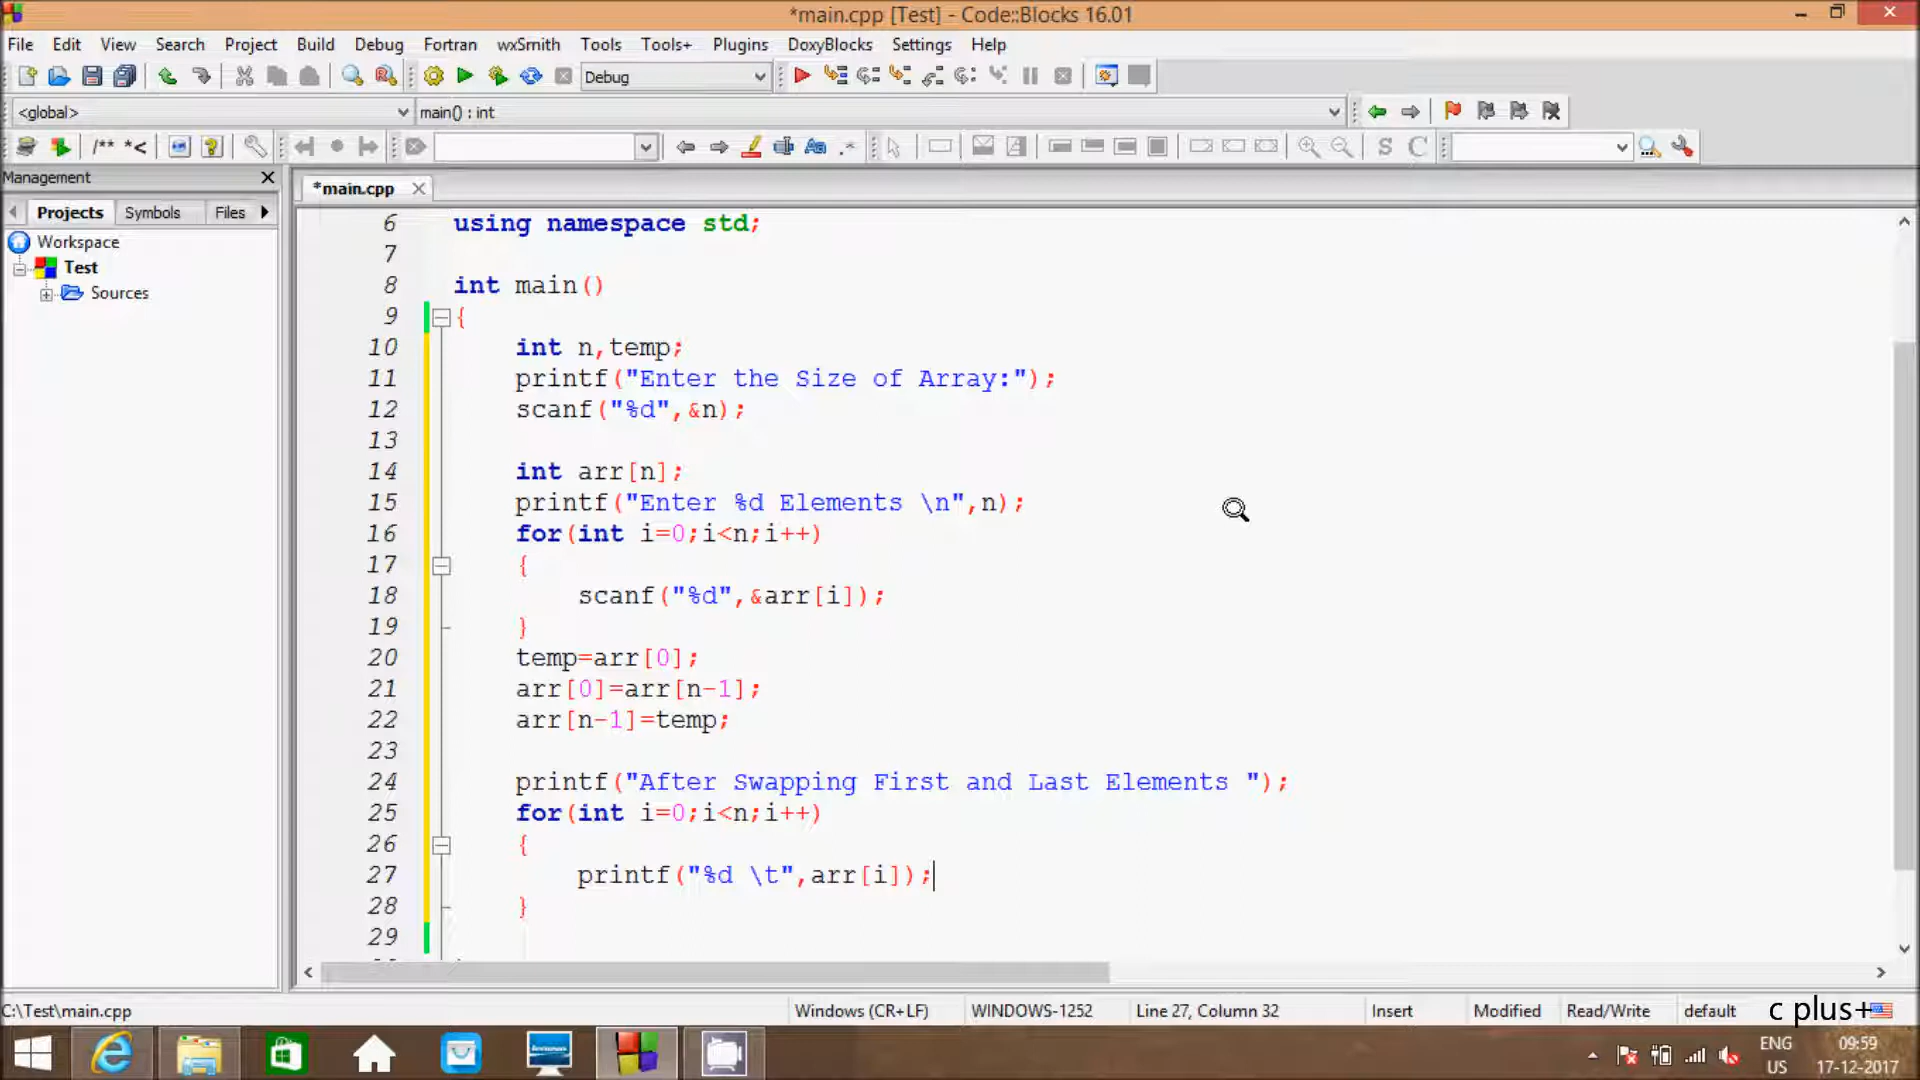 *main.cpp [Test] - Code::Blocks 16.01
File Edit View Search Project Build Debug Fortran wxSmith Tools Tools+ Plugins DoxyBlocks Settings Help
Debug
<global> main() : int
/** *<
Management
*main.cpp
Projects Symbols Files
Workspace
Test
Sources
6 using namespace std;
7
8 int main()
9 {
10 int n,temp;
11 printf("Enter the Size of Array:");
12 scanf("%d",&n);
13
14 int arr[n];
15 printf("Enter %d Elements \n",n);
16 for(int i=0;i<n;i++)
17 {
18 scanf("%d",&arr[i]);
19 }
20 temp=arr[0];
21 arr[0]=arr[n-1];
22 arr[n-1]=temp;
23
24 printf("After Swapping First and Last Elements ");
25 for(int i=0;i<n;i++)
26 {
27 printf("%d \t",arr[i]);
28 }
29
C:\Test\main.cpp Windows (CR+LF) WINDOWS-1252 Line 27, Column 32 Insert Modified Read/Write default
c plus+
ENG 09:59
US 17-12-2017